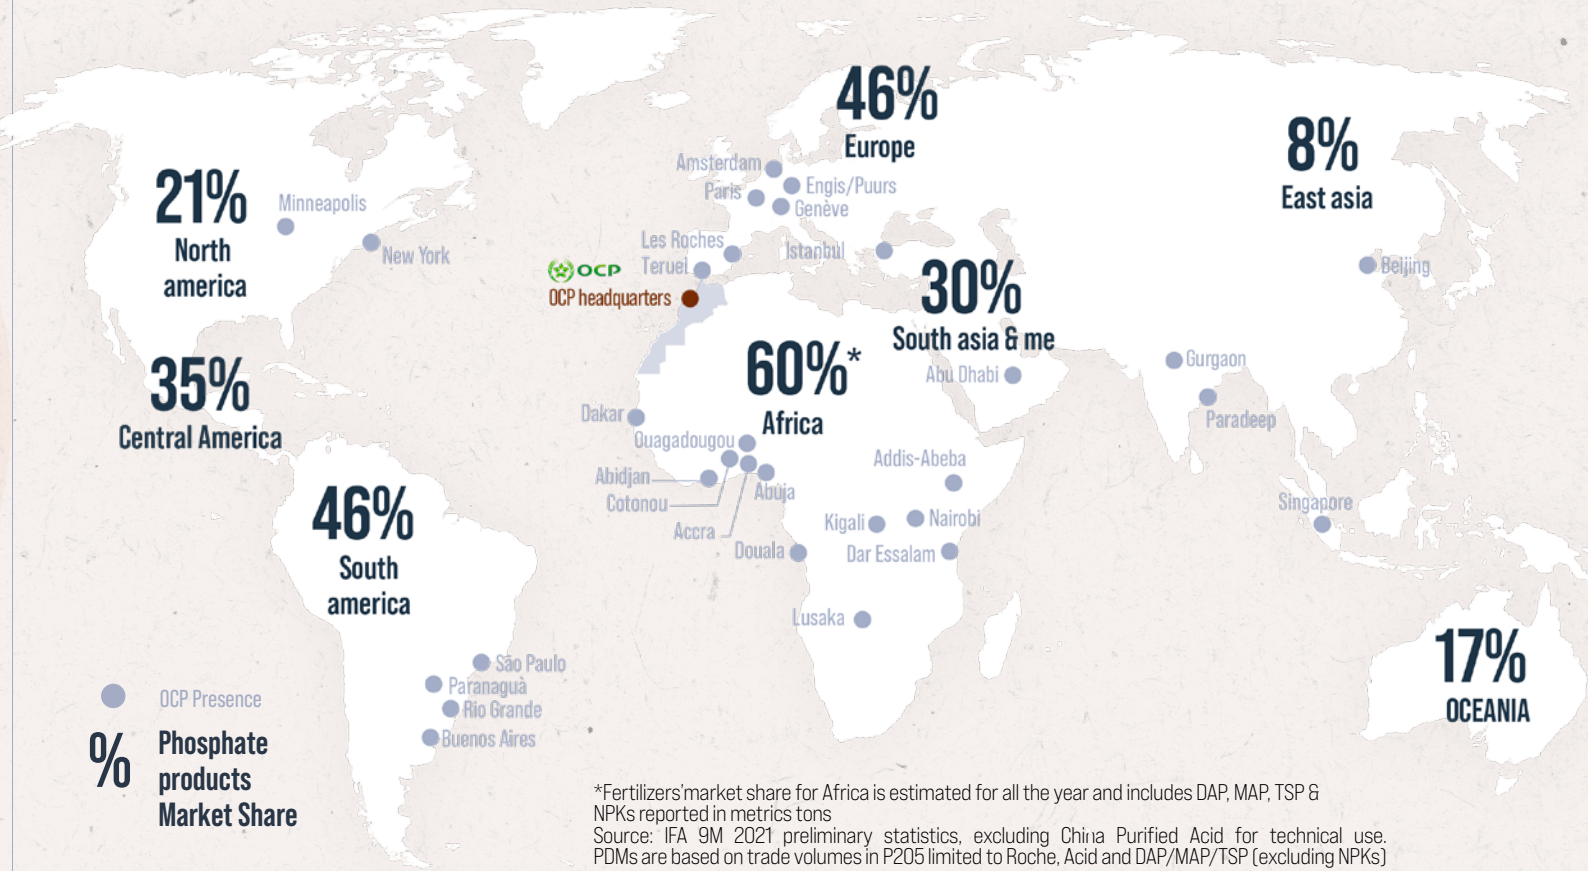 46%
Europe
8%
East asia
21%
North
america
Minneapolis
New York
Amsterdam
Paris
Engis/Puurs
Genève
Les Roches
Teruel
Istanbul
OCP
OCP headquarters
Beijing
30%
South asia & me
Abu Dhabi
Gurgaon
Paradeep
35%
Central America
60%*
Africa
Dakar
Ouagadougou
Abidjan
Cotonou
Accra
Abuja
Addis-Abeba
Kigali
Nairobi
Douala
Dar Essalam
Lusaka
Singapore
46%
South
america
São Paulo
Paranaguà
Rio Grande
Buenos Aires
17%
OCEANIA
OCP Presence
%
Phosphate
products
Market Share
*Fertilizers'market share for Africa is estimated for all the year and includes DAP, MAP, TSP &
NPKs reported in metrics tons
Source: IFA 9M 2021 preliminary statistics, excluding China Purified Acid for technical use.
PDMs are based on trade volumes in P205 limited to Roche, Acid and DAP/MAP/TSP (excluding NPKs)